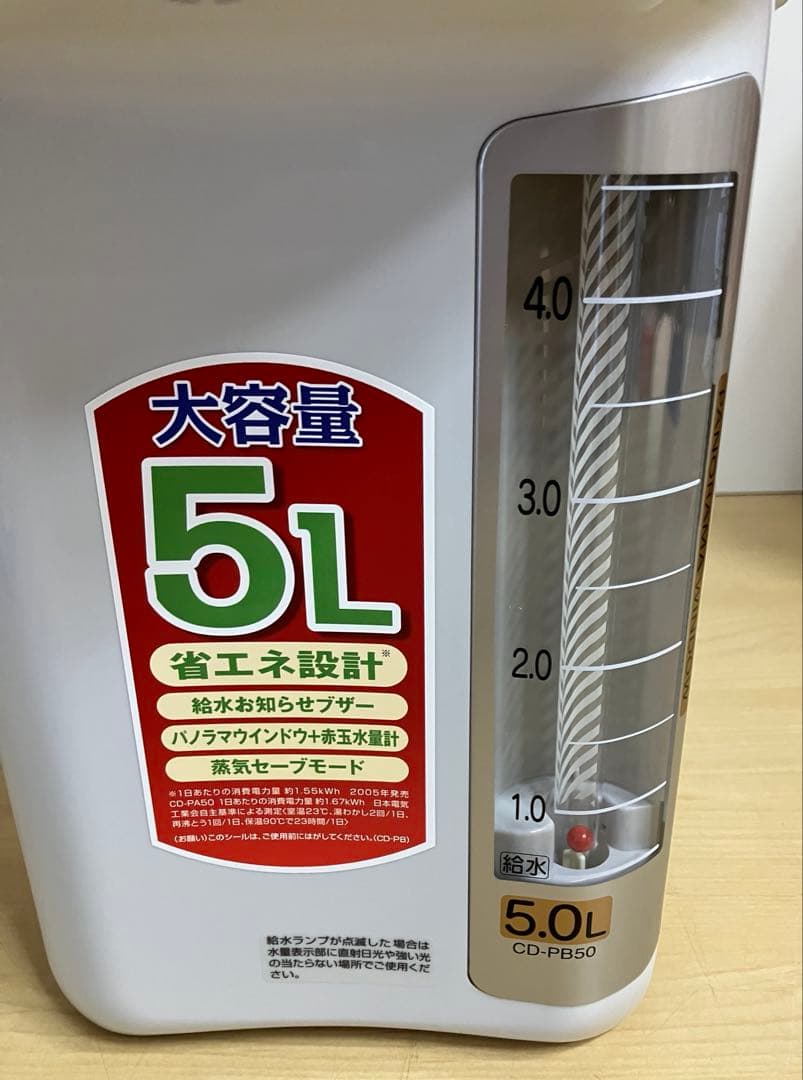 大容量
5L
省エネ設計※
給水お知らせブザー
パノラマウインドウ+赤玉水量計
蒸気セーブモード
※1日あたりの消費電力量 約1.55kWh 2005年発売
CD-PA50 1日あたりの消費電力量 約1.67kWh 日本電気
工業会自主基準による測定〈室温23℃、湯わかし2回/1日、
再沸とう1回/1日、保温90℃で23時間/1日〉
〈お願い〉このシールは、ご使用前にはがしてください。(CD-PB)
給水ランプが点滅した場合は
水量表示部に直射日光や強い光
の当たらない場所でご使用くだ
さい。
4.0
3.0
2.0
1.0
給水
5.0L
CD-PB50
PANORAMA WINDOW